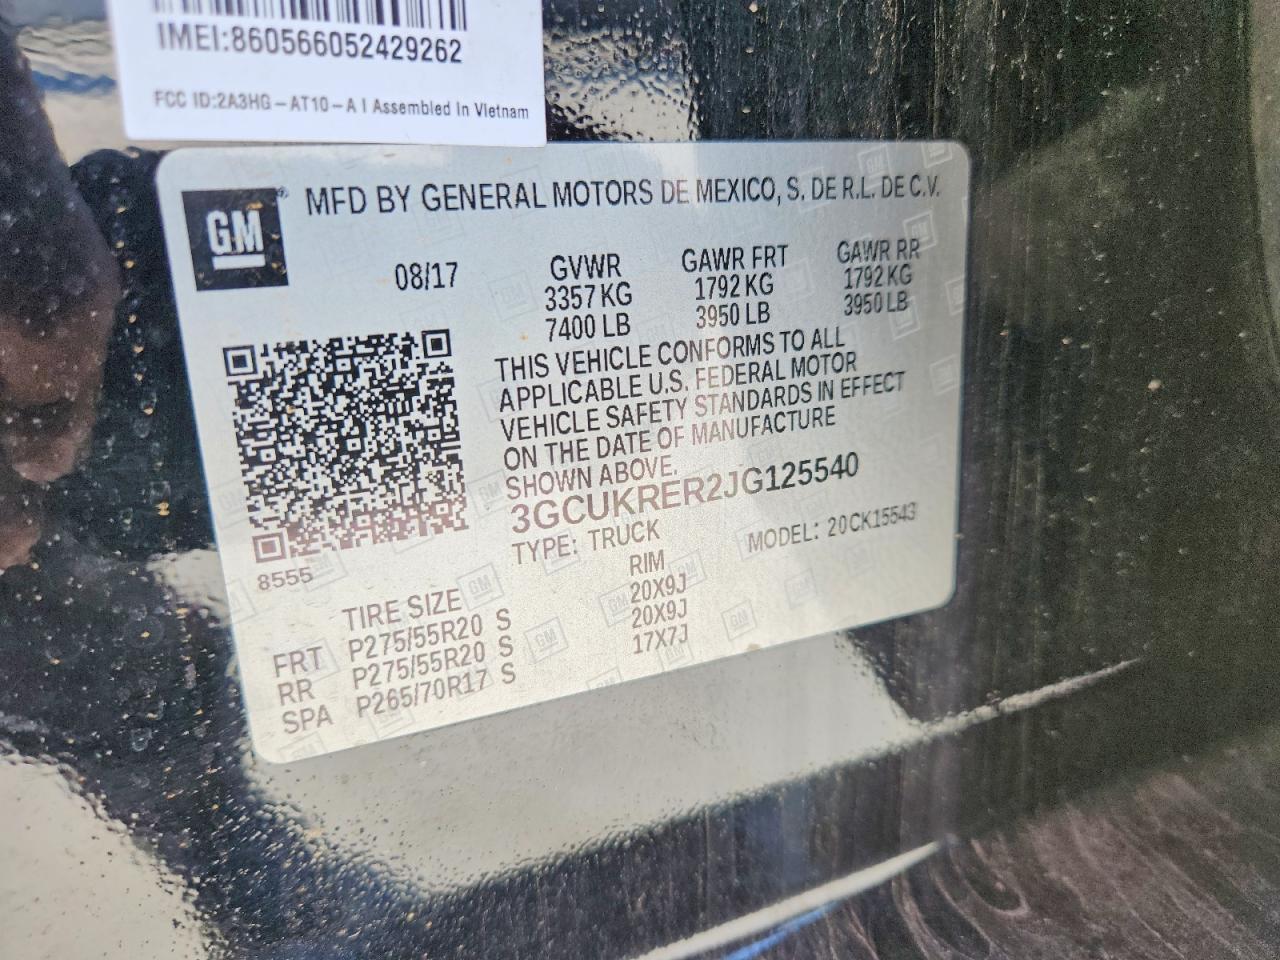 IMEI:860566052429262
FCC ID:2A3HG-AT10-A | Assembled In Vietnam
GM® MFD BY GENERAL MOTORS DE MEXICO, S. DE R.L. DE C.V.
08/17
GVWR GAWR FRT GAWR RR
3357 KG 1792 KG 1792 KG
7400 LB 3950 LB 3950 LB
THIS VEHICLE CONFORMS TO ALL
APPLICABLE U.S. FEDERAL MOTOR
VEHICLE SAFETY STANDARDS IN EFFECT
ON THE DATE OF MANUFACTURE
SHOWN ABOVE.
3GCUKRER2JG125540
TYPE: TRUCK MODEL: 20CK15543
8555
TIRE SIZE RIM
FRT P275/55R20 S 20X9J
RR P275/55R20 S 20X9J
SPA P265/70R17 S 17X7J